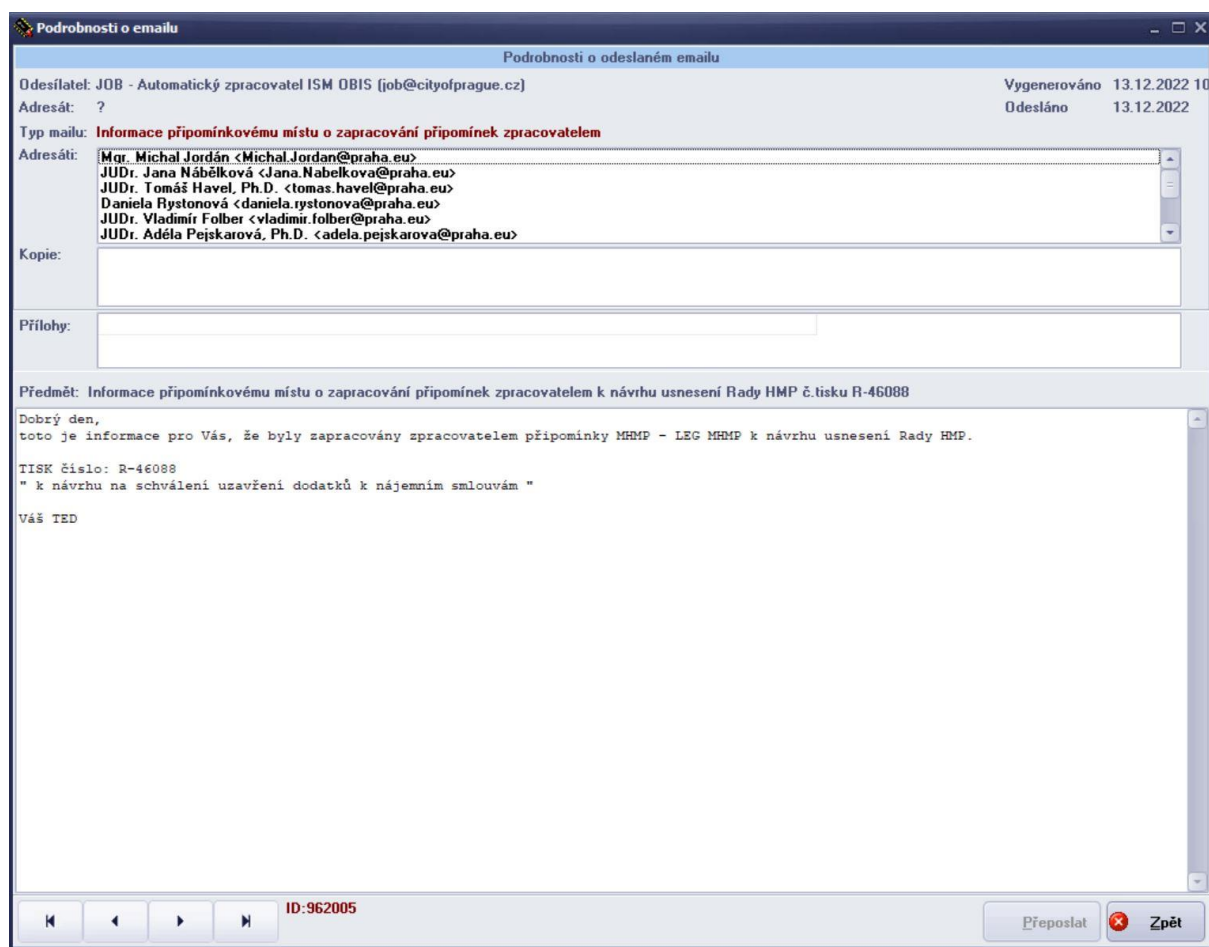 Podrobnosti o emailu
Podrobnosti o odeslaném emailu
Odesílatel: JOB - Automatický zpracovatel ISM OBIS (job@cityofprague.cz) Vygenerováno 13.12.2022 10
Adresát: ? Odesláno 13.12.2022
Typ mailu: Informace připomínkovému místu o zapracování připomínek zpracovatelem
Adresáti: Mgr. Michal Jordán <Michal.Jordan@praha.eu>
JUDr. Jana Nábělková <Jana.Nabelkova@praha.eu>
JUDr. Tomáš Havel, Ph.D. <tomas.havel@praha.eu>
Daniela Rystonová <daniela.rystonova@praha.eu>
JUDr. Vladimír Folber <vladimir.folber@praha.eu>
JUDr. Adéla Pejskarová, Ph.D. <adela.pejskarova@praha.eu>
Kopie:
Přílohy:
Předmět: Informace připomínkovému místu o zapracování připomínek zpracovatelem k návrhu usnesení Rady HMP č.tisku R-46088
Dobrý den,
toto je informace pro Vás, že byly zapracovány zpracovatelem připomínky MHMP - LEG MHMP k návrhu usnesení Rady HMP.
TISK číslo: R-46088
" k návrhu na schválení uzavření dodatků k nájemním smlouvám "
Váš TED
ID:962005
Přeposlat Zpět